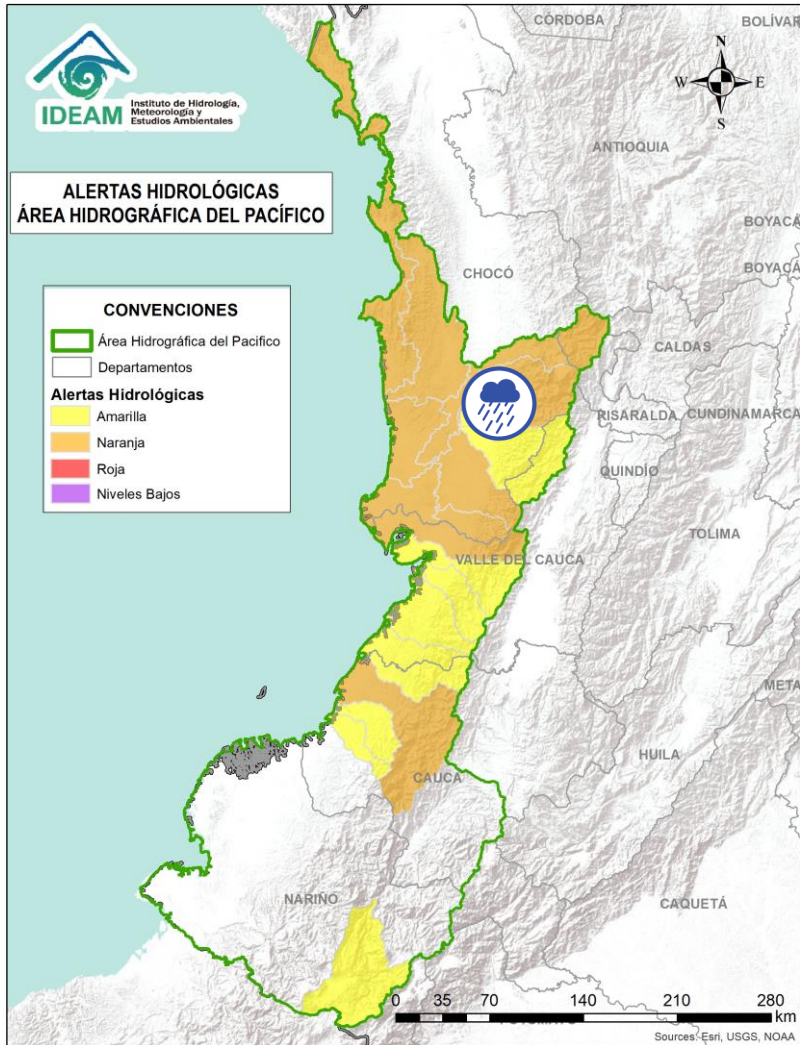 CÓRDOBA
BOLÍVAR
IDEAM
Instituto de Hidrología,
Meteorología y
Estudios Ambientales
N
W
E
S
ANTIOQUIA
ALERTAS HIDROLÓGICAS
ÁREA HIDROGRÁFICA DEL PACÍFICO
BOYACÁ
BOYACÁ
CHOCÓ
CONVENCIONES
Área Hidrográfica del Pacifico
Departamentos
Alertas Hidrológicas
Amarilla
Naranja
Roja
Niveles Bajos
CALDAS
RISARALDA
CUNDINAMARCA
QUINDÍO
TOLIMA
VALLE DEL CAUCA
META
HUILA
CAUCA
NARIÑO
CAQUETÁ
0 35 70 140 210 280
km
Sources: Esri, USGS, NOAA